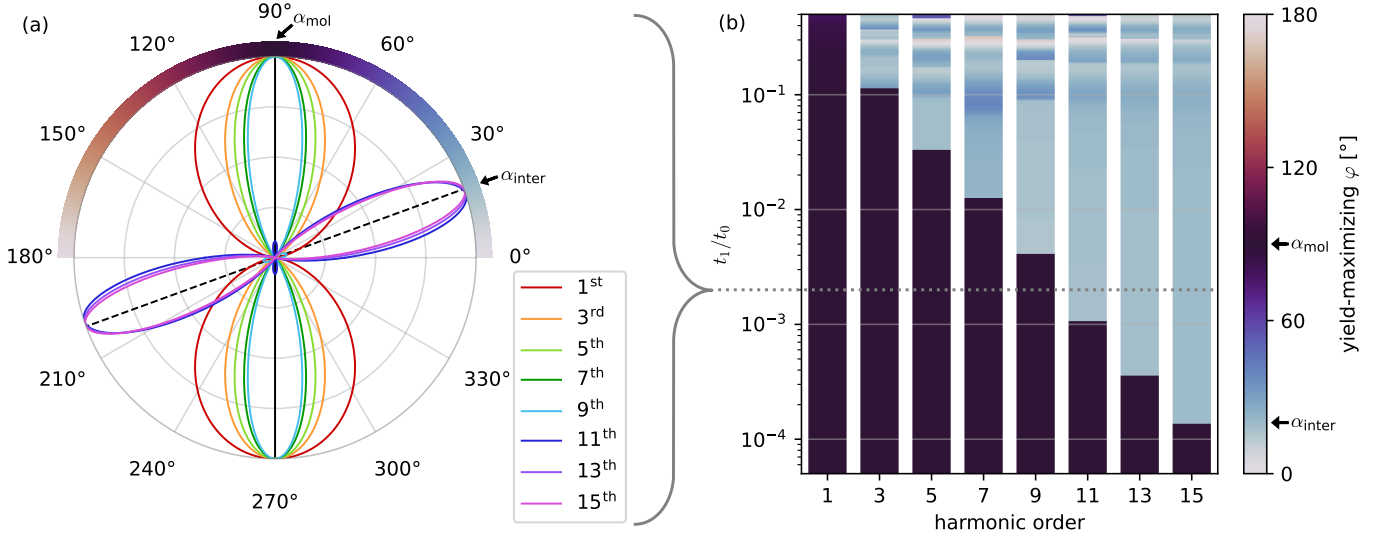 (a)
90°
α_mol
120°
60°
150°
30°
α_inter
180°
0°
210°
330°
240°
300°
270°
1st
3rd
5th
7th
9th
11th
13th
15th
(b)
10⁻¹
10⁻²
10⁻³
10⁻⁴
t₁/t₀
1 3 5 7 9 11 13 15
harmonic order
180
120
α_mol
60
α_inter
0
yield-maximizing φ [°]